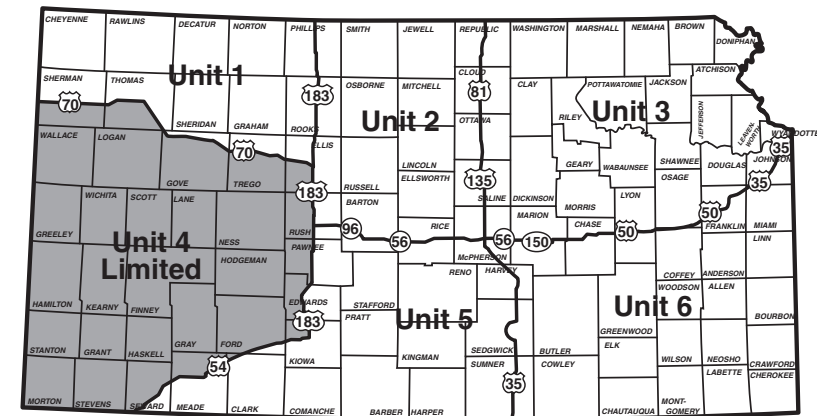 CHEYENNE RAWLINS DECATUR NORTON PHILLIPS SMITH JEWELL REPUBLIC WASHINGTON MARSHALL NEMAHA BROWN DONIPHAN
SHERMAN THOMAS Unit 1 SHERIDAN GRAHAM ROOKS 183 OSBORNE MITCHELL CLOUD 81 CLAY RILEY POTTAWATOMIE JACKSON ATCHISON
70 Unit 2 OTTAWA Unit 3 JEFFERSON LEAVEN-
WORTH WYANDOTTE
WALLACE LOGAN GOVE 70 TREGO ELLIS 183 RUSSELL LINCOLN
ELLSWORTH 135 SALINE DICKINSON GEARY WABAUNSEE SHAWNEE OSAGE DOUGLAS JOHNSON 35
35
WICHITA SCOTT LANE NESS RUSH BARTON RICE McPHERSON MARION MORRIS CHASE LYON FRANKLIN MIAMI
GREELEY Unit 4
Limited HODGEMAN PAWNEE 96 56 56 150 50 50 LINN
HAMILTON KEARNY FINNEY EDWARDS STAFFORD RENO HARVEY COFFEY ANDERSON
WOODSON ALLEN BOURBON
STANTON GRANT HASKELL GRAY FORD 183 PRATT Unit 5 Unit 6 GREENWOOD
54 KIOWA KINGMAN SEDGWICK BUTLER ELK WILSON NEOSHO CRAWFORD
MORTON STEVENS SEWARD MEADE CLARK COMANCHE BARBER HARPER SUMNER 35 COWLEY CHAUTAUQUA MONT-
GOMERY LABETTE CHEROKEE